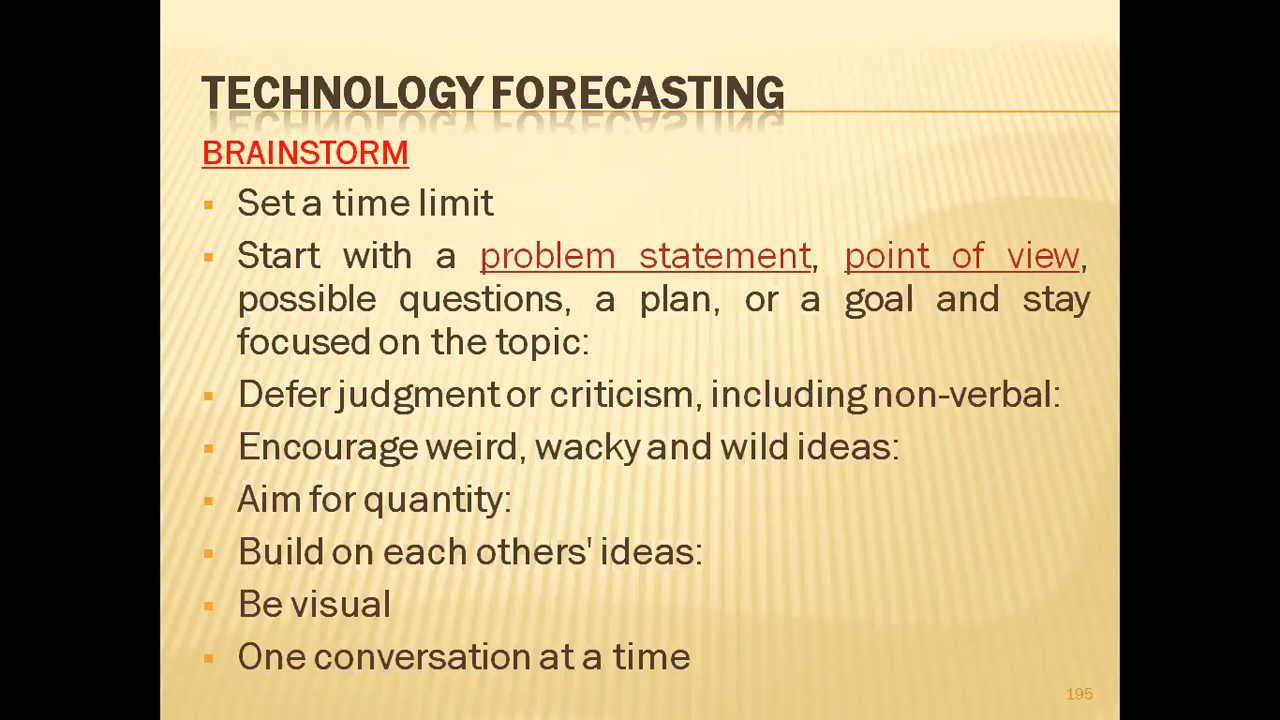 TECHNOLOGY FORECASTING
BRAINSTORM
Set a time limit
Start with a problem statement, point of view,
possible questions, a plan, or a goal and stay
focused on the topic:
Defer judgment or criticism, including non-verbal:
Encourage weird, wacky and wild ideas:
Aim for quantity:
Build on each others' ideas:
Be visual
One conversation at a time
195